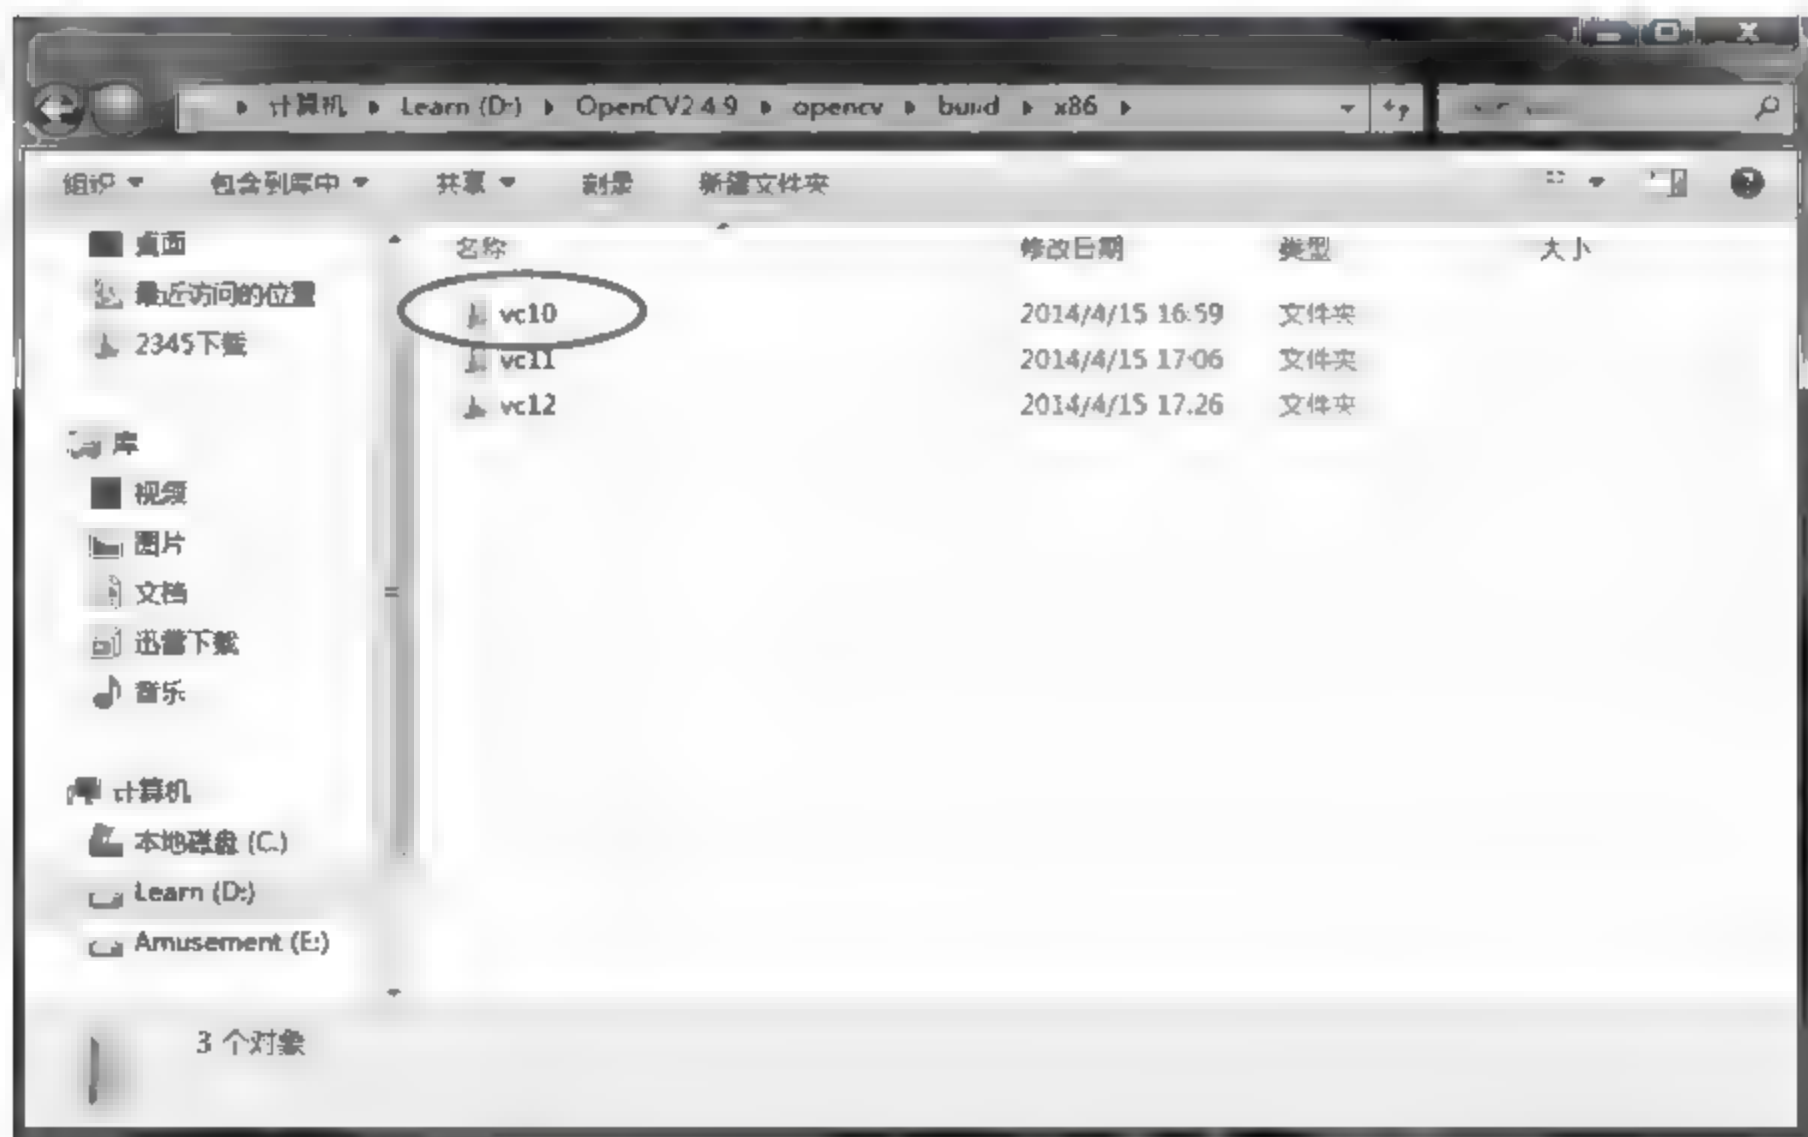 计算机 Learn (D:) OpenCV2.4.9 opencv build x86
组织 包含到库中 共享 刻录 新建文件夹
桌面
最近访问的位置
2345下载
库
视频
图片
文档
迅雷下载
音乐
计算机
本地磁盘 (C:)
Learn (D:)
Amusement (E:)
名称 修改日期 类型 大小
vc10 2014/4/15 16:59 文件夹
vc11 2014/4/15 17:06 文件夹
vc12 2014/4/15 17:26 文件夹
3 个对象